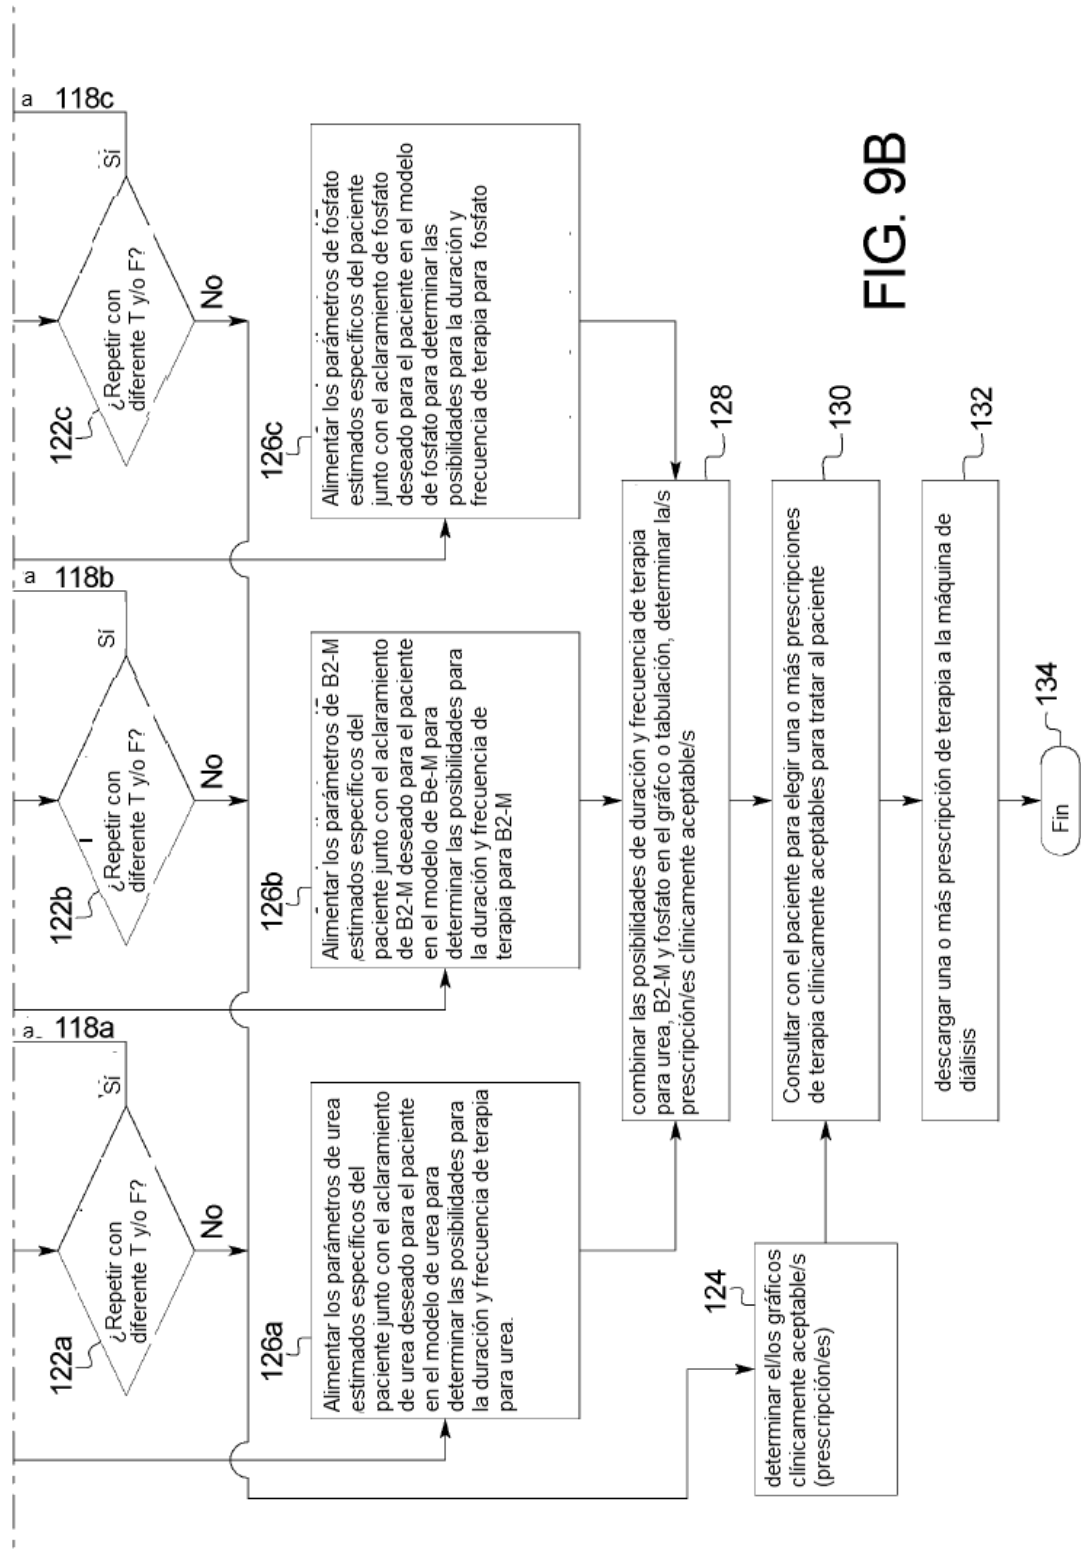 a 118a
Sí
¿Repetir con
diferente T y/o F?
122a
No
a 118b
Sí
¿Repetir con
diferente T y/o F?
122b
No
a 118c
Sí
¿Repetir con
diferente T y/o F?
122c
No
126a
Alimentar los parámetros de urea
estimados específicos del
paciente junto con el aclaramiento
de urea deseado para el paciente
en el modelo de urea para
determinar las posibilidades para
la duración y frecuencia de terapia
para urea.
126b
Alimentar los parámetros de B2-M
estimados específicos del
paciente junto con el aclaramiento
de B2-M deseado para el paciente
en el modelo de Be-M para
determinar las posibilidades para
la duración y frecuencia de
terapia para B2-M
126c
Alimentar los parámetros de fosfato
estimados específicos del paciente
junto con el aclaramiento de fosfato
deseado para el paciente en el modelo
de fosfato para determinar las
posibilidades para la duración y
frecuencia de terapia para fosfato
combinar las posibilidades de duración y frecuencia de terapia
para urea, B2-M y fosfato en el gráfco o tabulación, determinar la/s
prescripción/es clínicamente aceptable/s
128
124
determinar el/los gráficos
clínicamente aceptable/s
(prescripción/es)
Consultar con el paciente para elegir una o más prescripciones
de terapia clínicamente aceptables para tratar al paciente
130
descargar una o más prescripción de terapia a la máquina de
diálisis
132
Fin
134
FIG. 9B